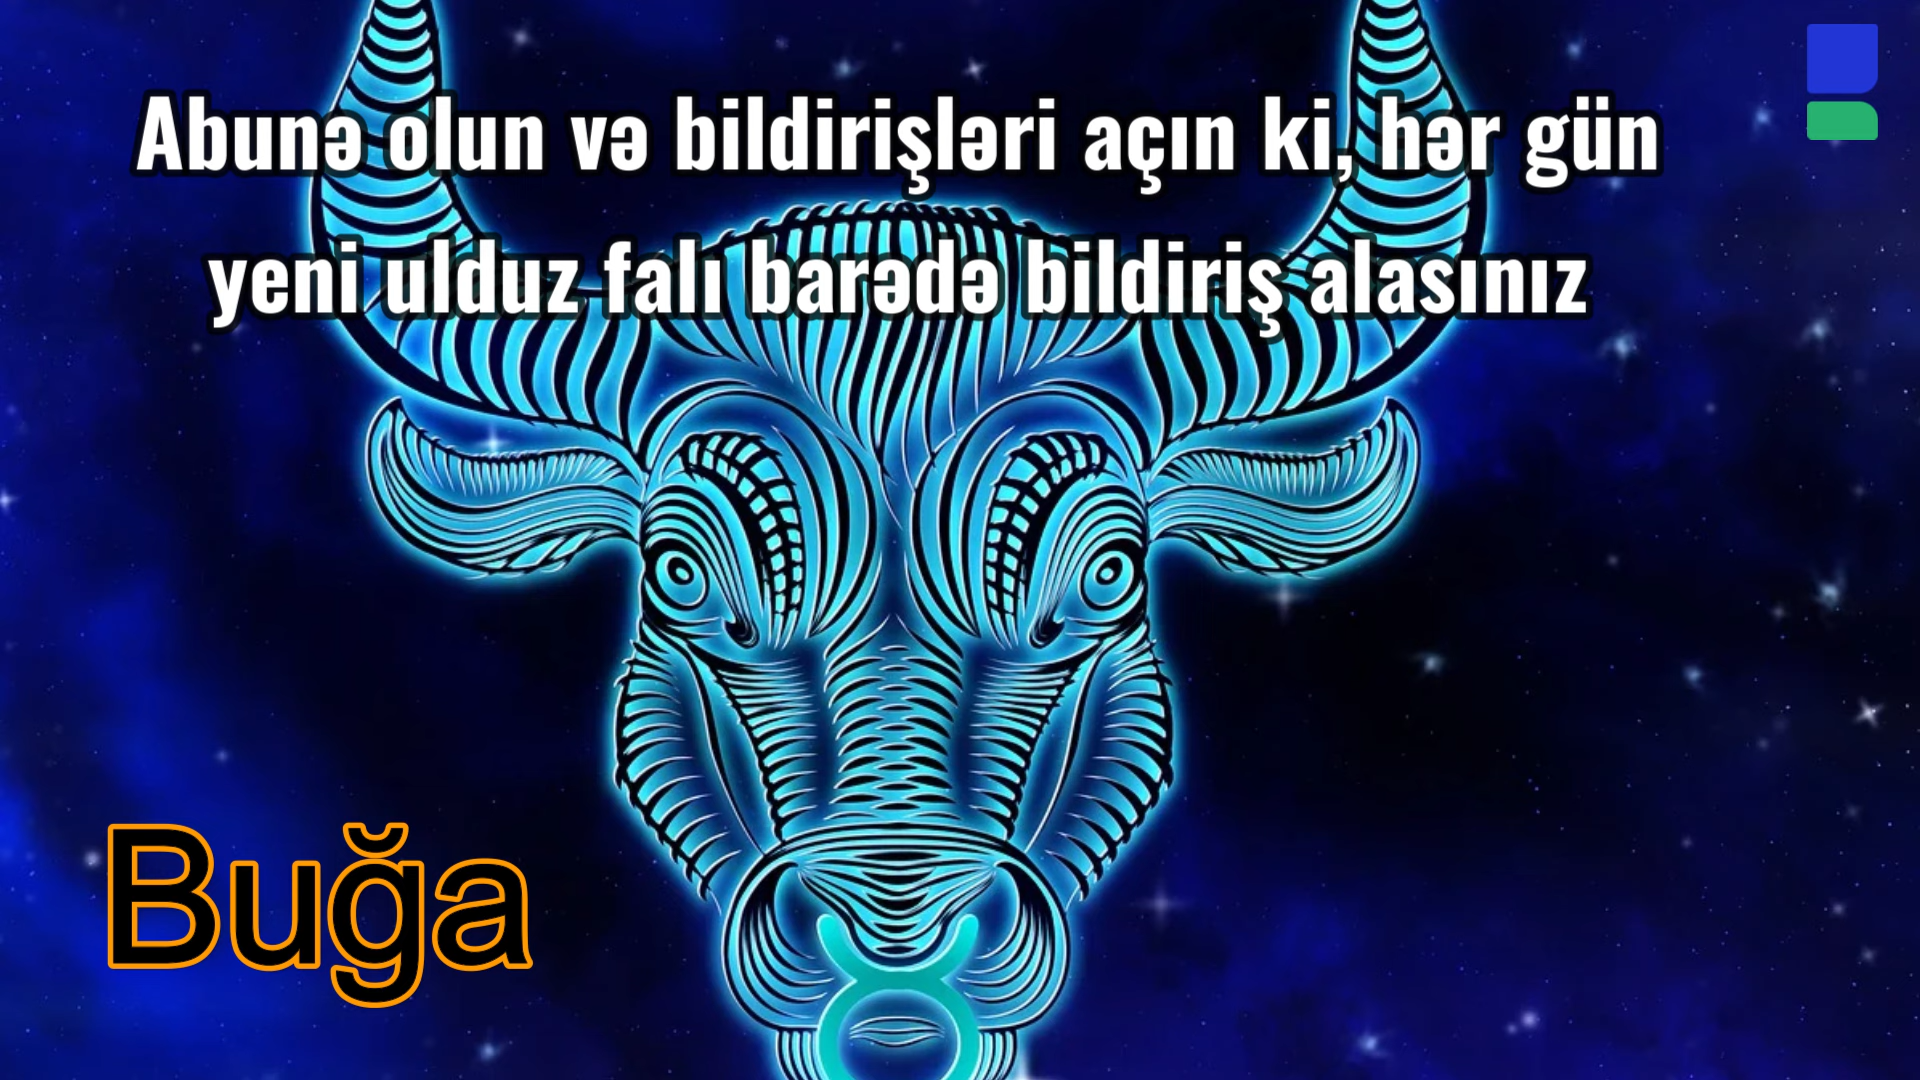 Abunə olun və bildirişləri açın ki, hər gün
yeni ulduz falı barədə bildiriş alasınız
Buğa